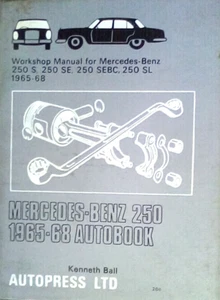 Workshop Manual for Mercedes-Benz
250 S, 250 SE, 250 SEBC, 250 SL
1965-68
MERCEDES-BENZ 250
1965-68 AUTOBOOK
Kenneth Ball
AUTOPRESS LTD